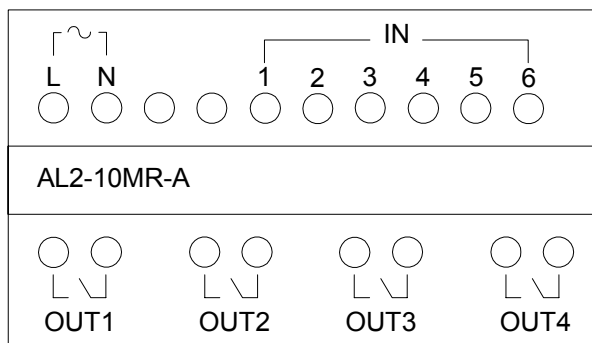 IN
L N 1 2 3 4 5 6
AL2-10MR-A
OUT1 OUT2 OUT3 OUT4